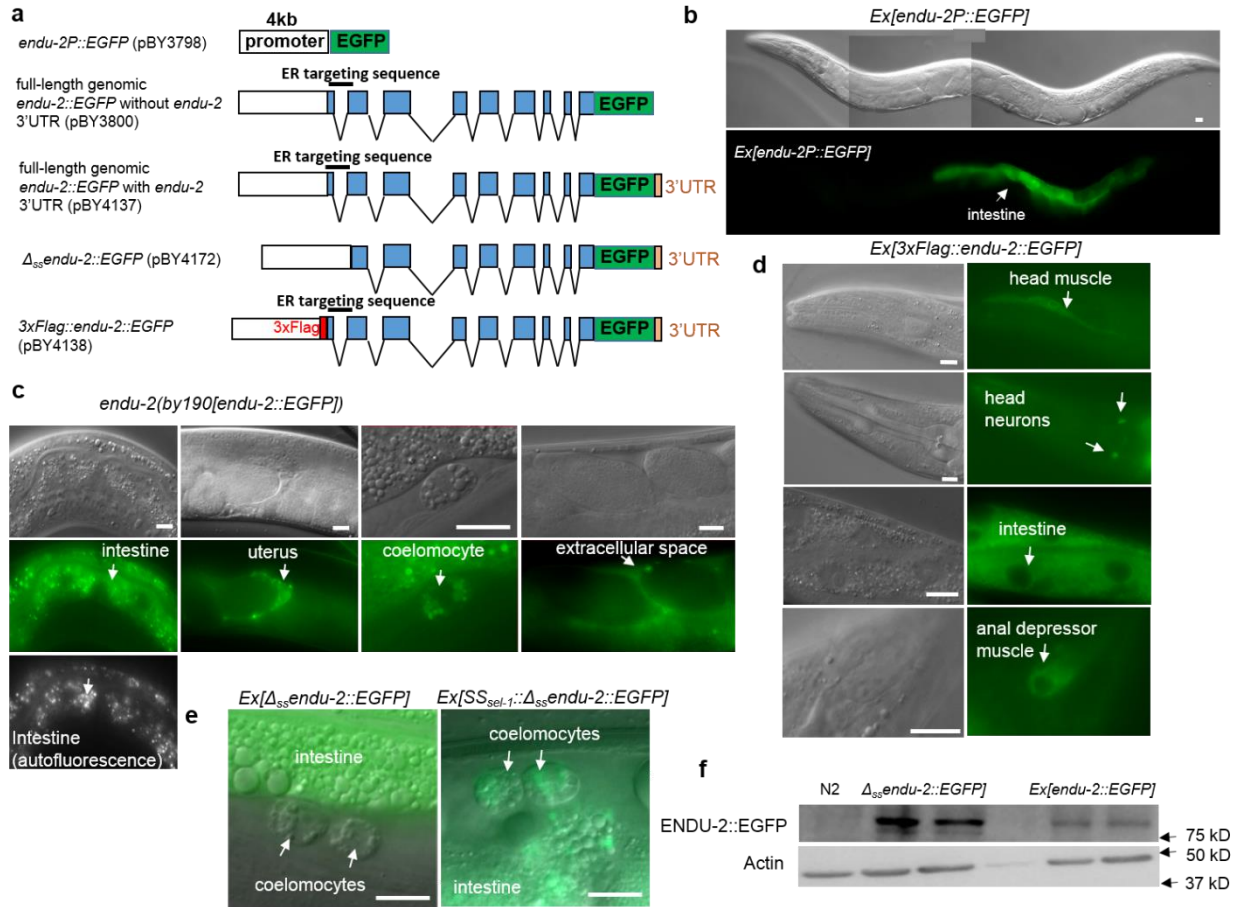 a
4kb
endu-2P::EGFP (pBY3798)
promoter
EGFP
ER targeting sequence
full-length genomic
endu-2::EGFP without endu-2
3'UTR (pBY3800)
EGFP
ER targeting sequence
full-length genomic
endu-2::EGFP with endu-2
3'UTR (pBY4137)
EGFP
3'UTR
Δssendu-2::EGFP (pBY4172)
EGFP
3'UTR
ER targeting sequence
3xFlag::endu-2::EGFP
(pBY4138)
3xFlag
EGFP
3'UTR
b
Ex[endu-2P::EGFP]
Ex[endu-2P::EGFP]
intestine
c
endu-2(by190[endu-2::EGFP])
intestine
uterus
coelomocyte
extracellular space
Intestine
(autofluorescence)
d
Ex[3xFlag::endu-2::EGFP]
head muscle
head
neurons
intestine
anal depressor
muscle
e
Ex[Δssendu-2::EGFP]
Ex[SSsel-1::Δssendu-2::EGFP]
intestine
coelomocytes
coelomocytes
intestine
f
N2
Δssendu-2::EGFP]
Ex[endu-2::EGFP]
ENDU-2::EGFP
75 kD
50 kD
Actin
37 kD